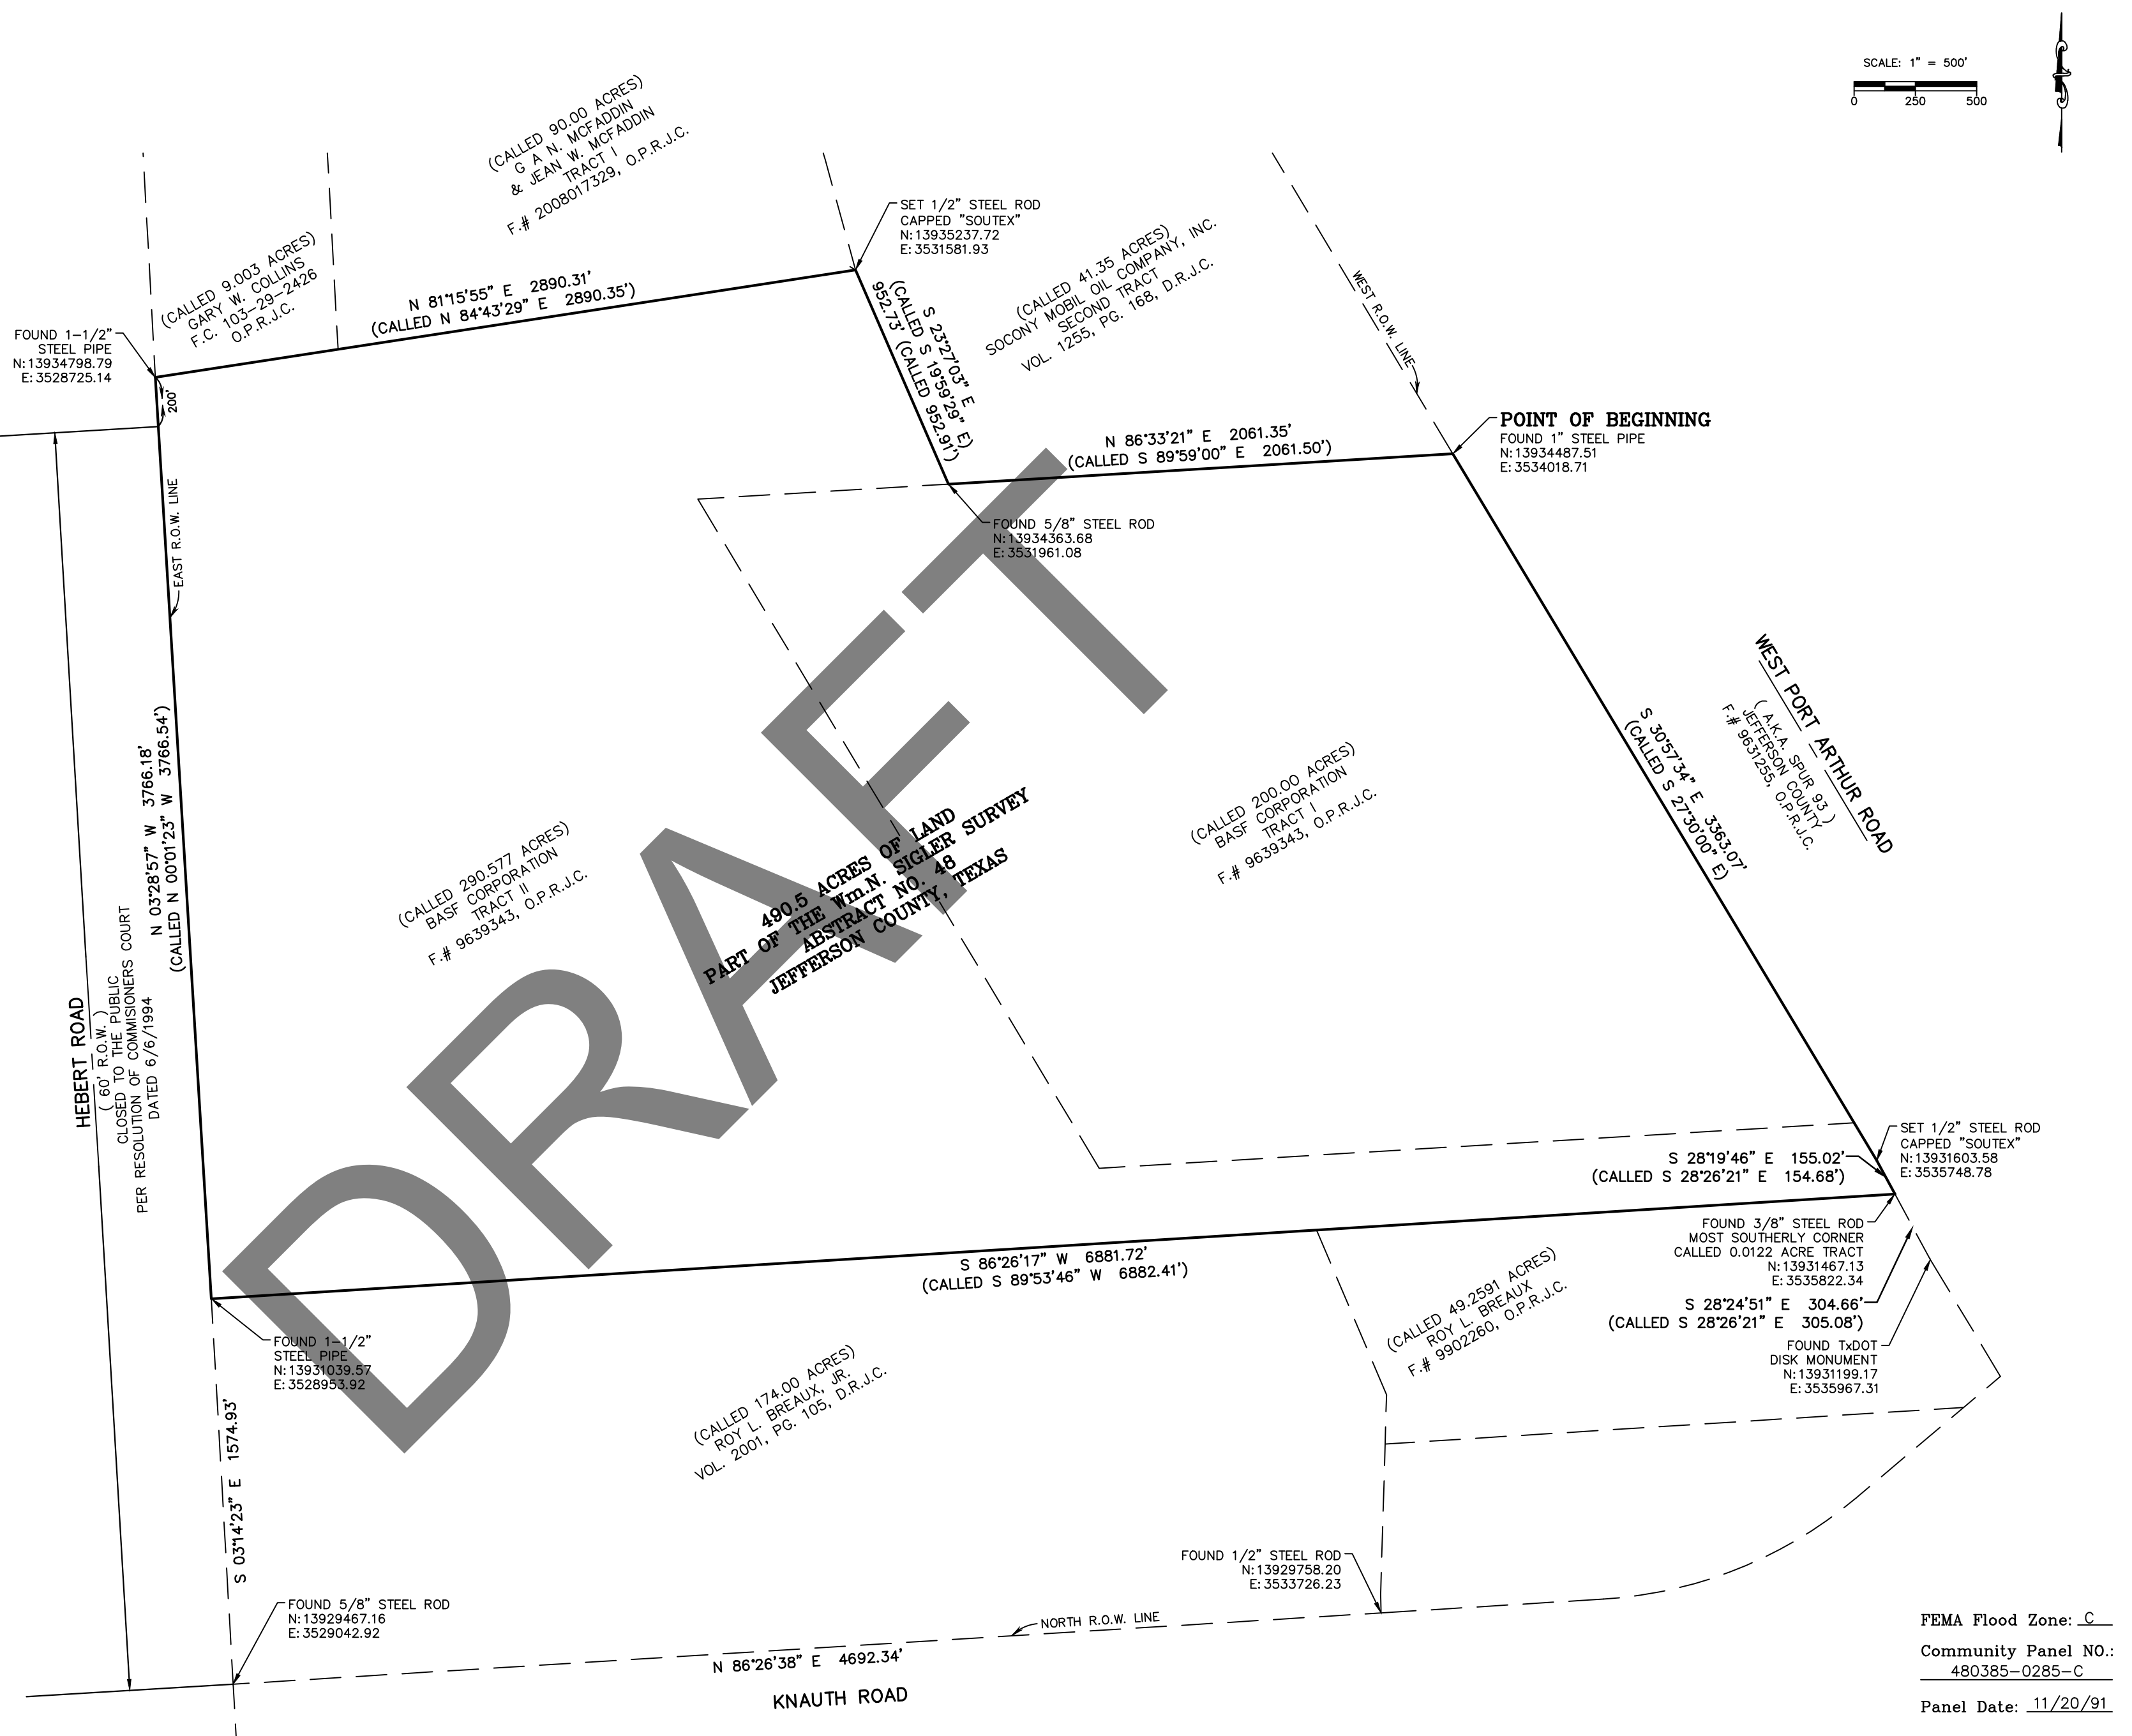 SCALE: 1" = 500'
0 250 500
(CALLED 90.00 ACRES)
G A N. MCFADDIN
& JEAN W. MCFADDIN
TRACT I
F.# 2008017329, O.P.R.J.C.
SET 1/2" STEEL ROD
CAPPED "SOUTEX"
N:13935237.72
E:3531581.93
(CALLED 41.35 ACRES)
SOCONY MOBIL OIL COMPANY, INC.
SECOND TRACT
VOL. 1255, PG. 168, D.R.J.C.
(CALLED 9.003 ACRES)
GARY W. COLLINS
F.C. 103-29-2426
O.P.R.J.C.
N 81°15'55" E 2890.31'
(CALLED N 84°43'29" E 2890.35')
FOUND 1-1/2"
STEEL PIPE
N:13934798.79
E:3528725.14
200'
S 23°27'03" E
(CALLED S 19°59'29" E)
952.73' (CALLED 952.91')
WEST R.O.W. LINE
POINT OF BEGINNING
FOUND 1" STEEL PIPE
N:13934487.51
E:3534018.71
N 86°33'21" E 2061.35'
(CALLED S 89°59'00" E 2061.50')
FOUND 5/8" STEEL ROD
N:13934363.68
E:3531961.08
EAST R.O.W. LINE
WEST PORT ARTHUR ROAD
( A.K.A. SPUR 93 )
JEFFERSON COUNTY
F.# 9631255, O.P.R.J.C.
S 30°57'34" E 3363.07'
(CALLED S 27°30'00" E)
N 03°28'57" W 3766.18'
(CALLED N 00°01'23" W 3766.54')
(CALLED 200.00 ACRES)
BASF CORPORATION
TRACT I
F.# 9639343, O.P.R.J.C.
(CALLED 290.577 ACRES)
BASF CORPORATION
TRACT II
F.# 9639343, O.P.R.J.C.
490.5 ACRES OF LAND
PART OF THE Wm.N. SIGLER SURVEY
ABSTRACT NO. 48
JEFFERSON COUNTY, TEXAS
DRAFT
HEBERT ROAD
( 60' R.O.W. )
CLOSED TO THE PUBLIC
PER RESOLUTION OF COMMISIONERS COURT
DATED 6/6/1994
SET 1/2" STEEL ROD
CAPPED "SOUTEX"
N:13931603.58
E:3535748.78
S 28°19'46" E 155.02'
(CALLED S 28°26'21" E 154.68')
FOUND 3/8" STEEL ROD
MOST SOUTHERLY CORNER
CALLED 0.0122 ACRE TRACT
N:13931467.13
E:3535822.34
S 28°24'51" E 304.66'
(CALLED S 28°26'21" E 305.08')
FOUND TxDOT
DISK MONUMENT
N:13931199.17
E:3535967.31
S 86°26'17" W 6881.72'
(CALLED S 89°53'46" W 6882.41')
(CALLED 49.2591 ACRES)
ROY L. BREAUX
F.# 9902260, O.P.R.J.C.
FOUND 1-1/2"
STEEL PIPE
N:13931039.57
E:3528953.92
(CALLED 174.00 ACRES)
ROY L. BREAUX, JR.
VOL. 2001, PG. 105, D.R.J.C.
S 03°14'23" E 1574.93'
FOUND 1/2" STEEL ROD
N:13929758.20
E:3533726.23
FOUND 5/8" STEEL ROD
N:13929467.16
E:3529042.92
NORTH R.O.W. LINE
N 86°26'38" E 4692.34'
KNAUTH ROAD
FEMA Flood Zone: C
Community Panel NO.:
480385-0285-C
Panel Date: 11/20/91